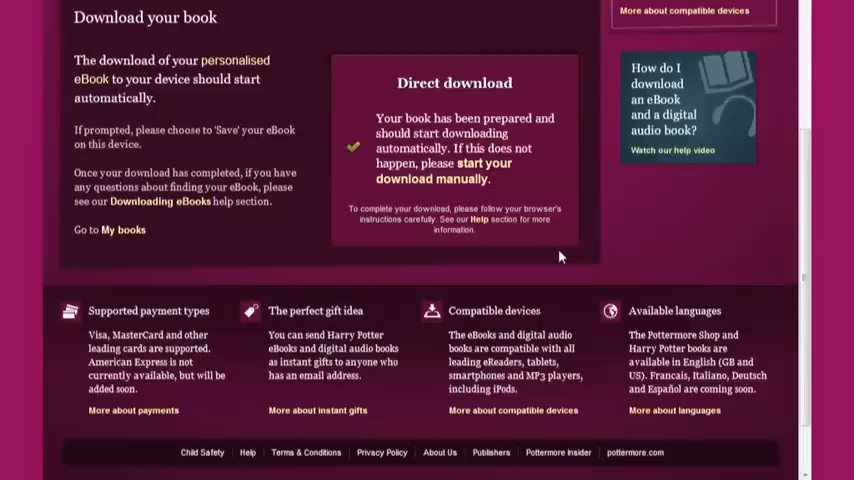 More about compatible devices
Download your book
The download of your personalised
eBook to your device should start
automatically.
If prompted, please choose to 'Save' your eBook
on this device.
Once your download has completed, if you have
any questions about finding your eBook, please
see our Downloading eBooks help section.
Go to My books
Direct download
Your book has been prepared and
should start downloading
automatically. If this does not
happen, please start your
download manually.
To complete your download, please follow your browser's
instructions carefully. See our Help section for more
information.
How do I
download
an eBook
and a digital
audio book?
Watch our help video
Supported payment types
Visa, MasterCard and other
leading cards are supported.
American Express is not
currently available, but will be
added soon.
More about payments
The perfect gift idea
You can send Harry Potter
eBooks and digital audio books
as instant gifts to anyone who
has an email address.
More about instant gifts
Compatible devices
The eBooks and digital audio
books are compatible with all
leading eReaders, tablets,
smartphones and MP3 players,
including iPods.
More about compatible devices
Available languages
The Pottermore Shop and
Harry Potter books are
available in English (GB and
US). Francais, Italiano, Deutsch
and Español are coming soon.
More about languages
Child Safety Help Terms & Conditions Privacy Policy About Us Publishers Pottermore Insider pottermore.com